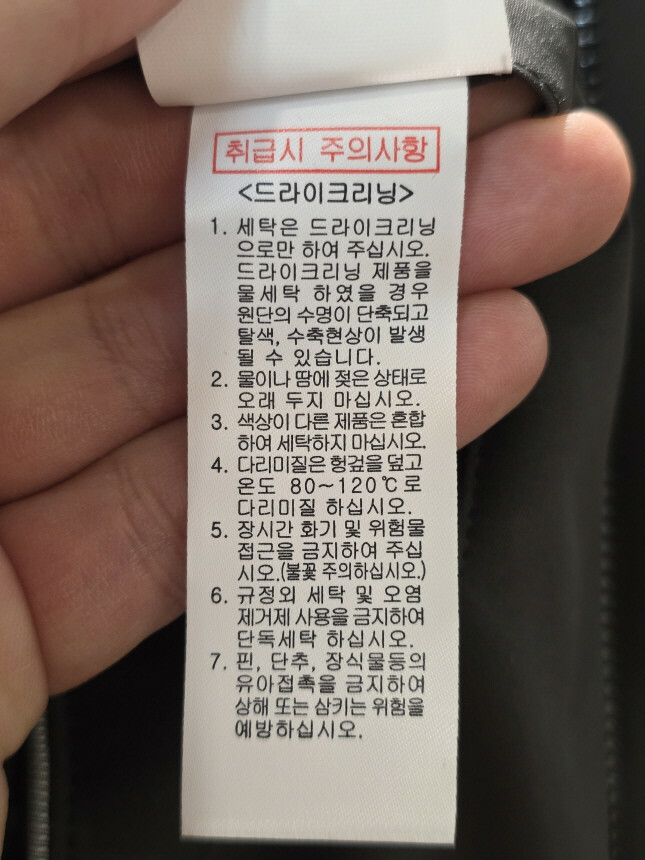 취급시 주의사항
<드라이크리닝>
1. 세탁은 드라이크리닝
으로만 하여 주십시오.
드라이크리닝 제품을
물세탁 하였을 경우
원단의 수명이 단축되고
탈색, 수축현상이 발생
될 수 있습니다.
2. 물이나 땀에 젖은 상태로
오래 두지 마십시오.
3. 색상이 다른 제품은 혼합
하여 세탁하지 마십시오.
4. 다리미질은 헝겊을 덮고
온도 80~120℃로
다리미질 하십시오.
5. 장시간 화기 및 위험물
접근을 금지하여 주십
시오.(불꽃 주의하십시오.)
6. 규정외 세탁 및 오염
제거제 사용을 금지하여
단독세탁 하십시오.
7. 핀, 단추, 장식물등의
유아접촉을 금지하여
상해 또는 삼키는 위험을
예방하십시오.